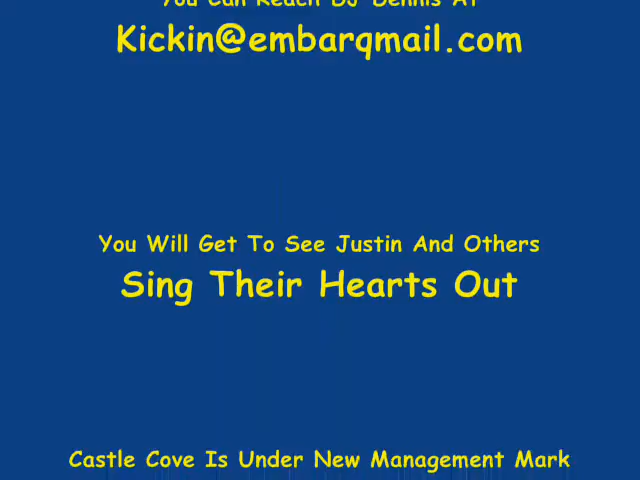 You Can Reach DJ Dennis At
Kickin@embarqmail.com
You Will Get To See Justin And Others
Sing Their Hearts Out
Castle Cove Is Under New Management Mark